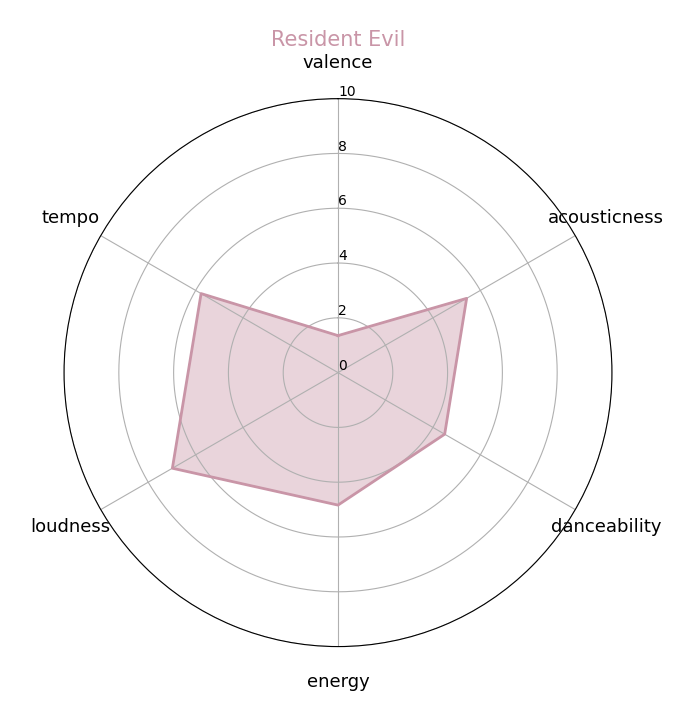 Resident Evil
valence
10
8
6
4
2
0
tempo
acousticness
loudness
danceability
energy